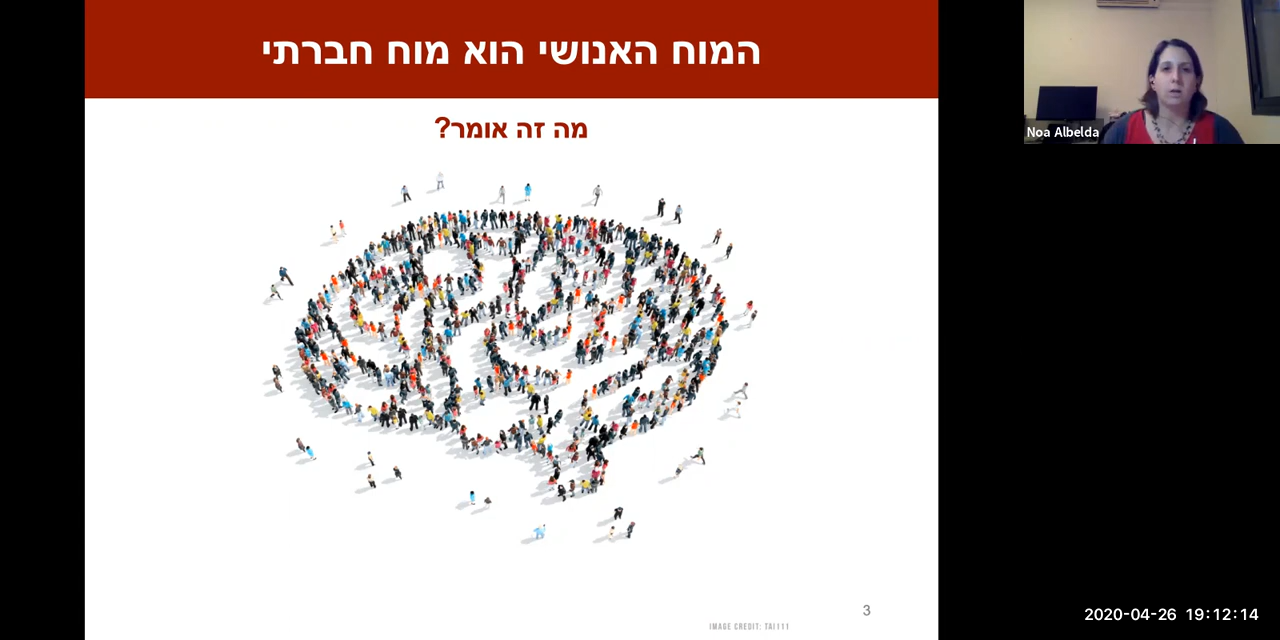 המוח האנושי הוא מוח חברתי
מה זה אומר?
Noa Albelda
3
IMAGE CREDIT: TAI111
2020-04-26 19:12:14